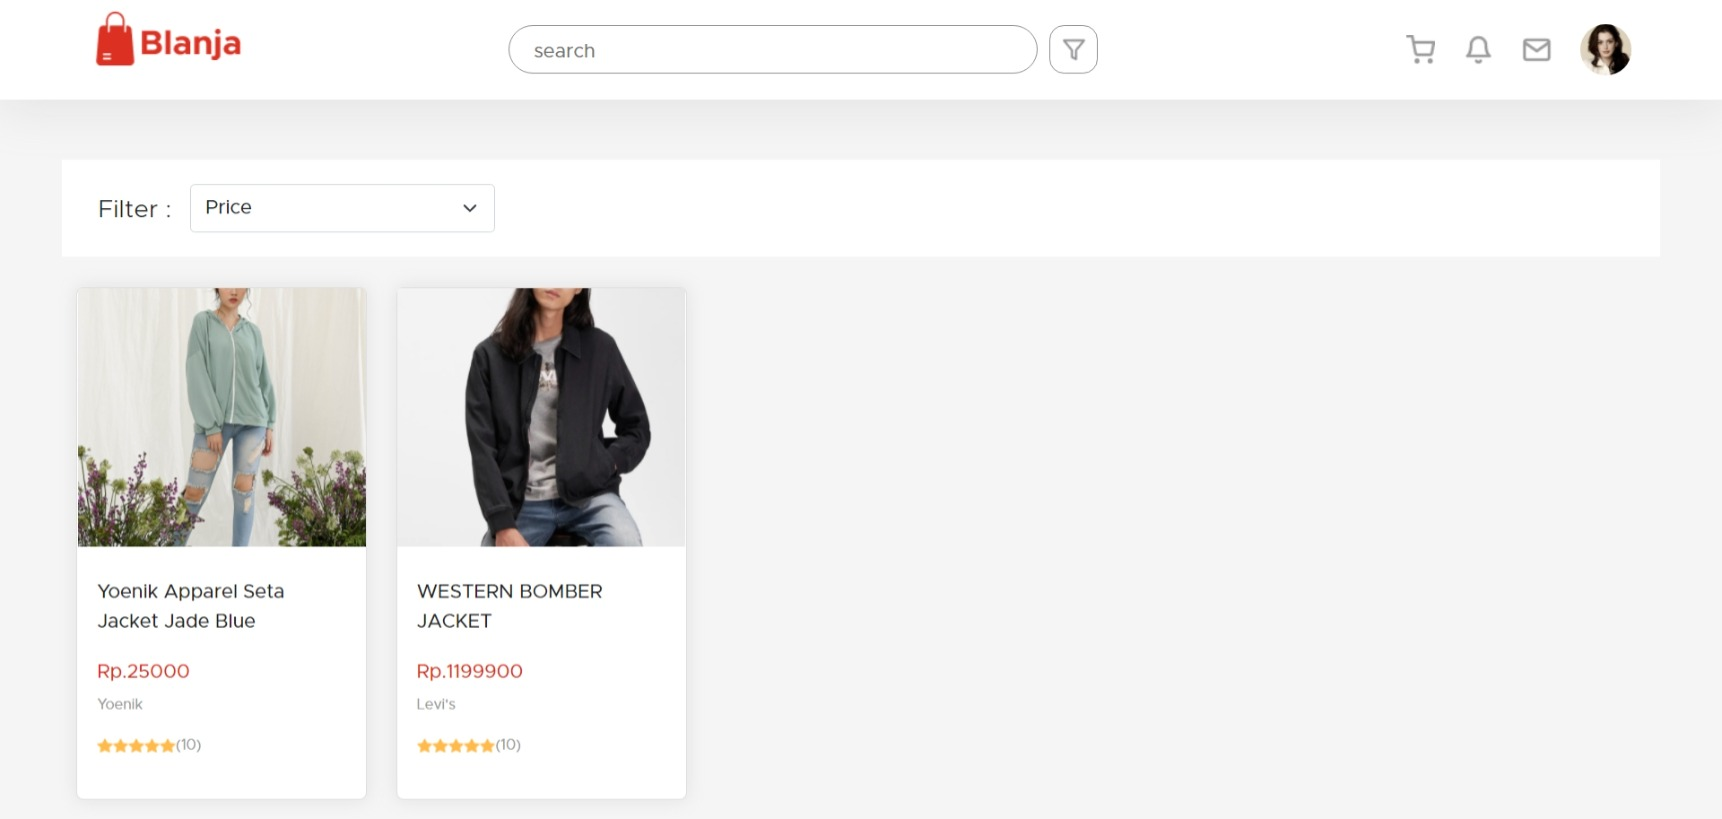 Blanja
search
Filter :
Price
Yoenik Apparel Seta
Jacket Jade Blue
Rp.25000
Yoenik
(10)
WESTERN BOMBER
JACKET
Rp.1199900
Levi's
(10)